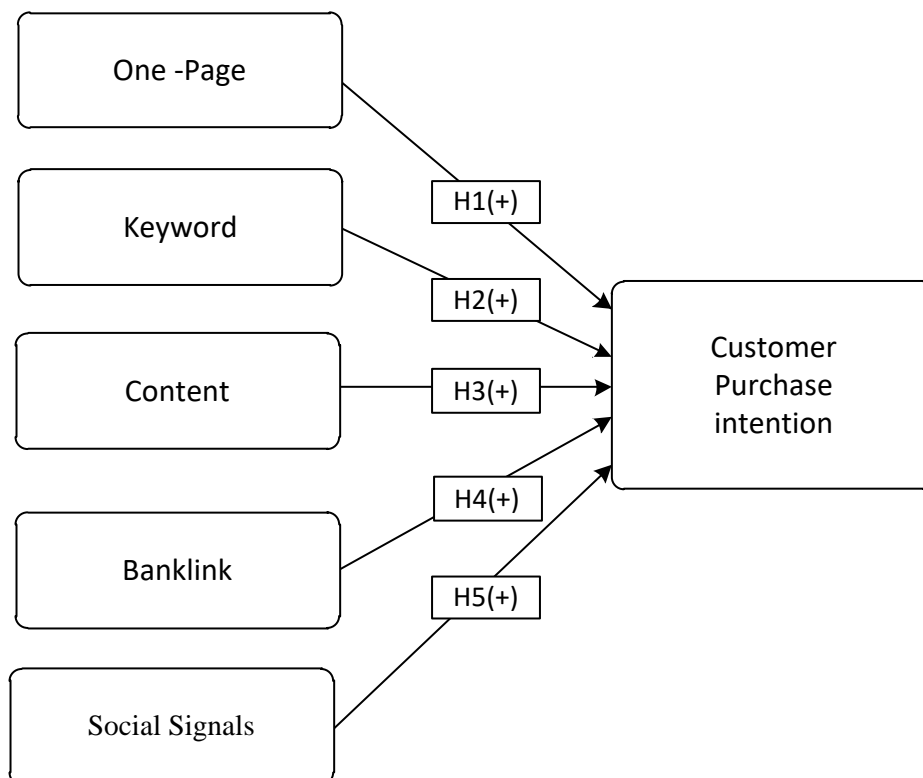 One -Page
H1(+)
Keyword
H2(+)
Customer
Purchase
intention
Content
H3(+)
H4(+)
Banklink
H5(+)
Social Signals